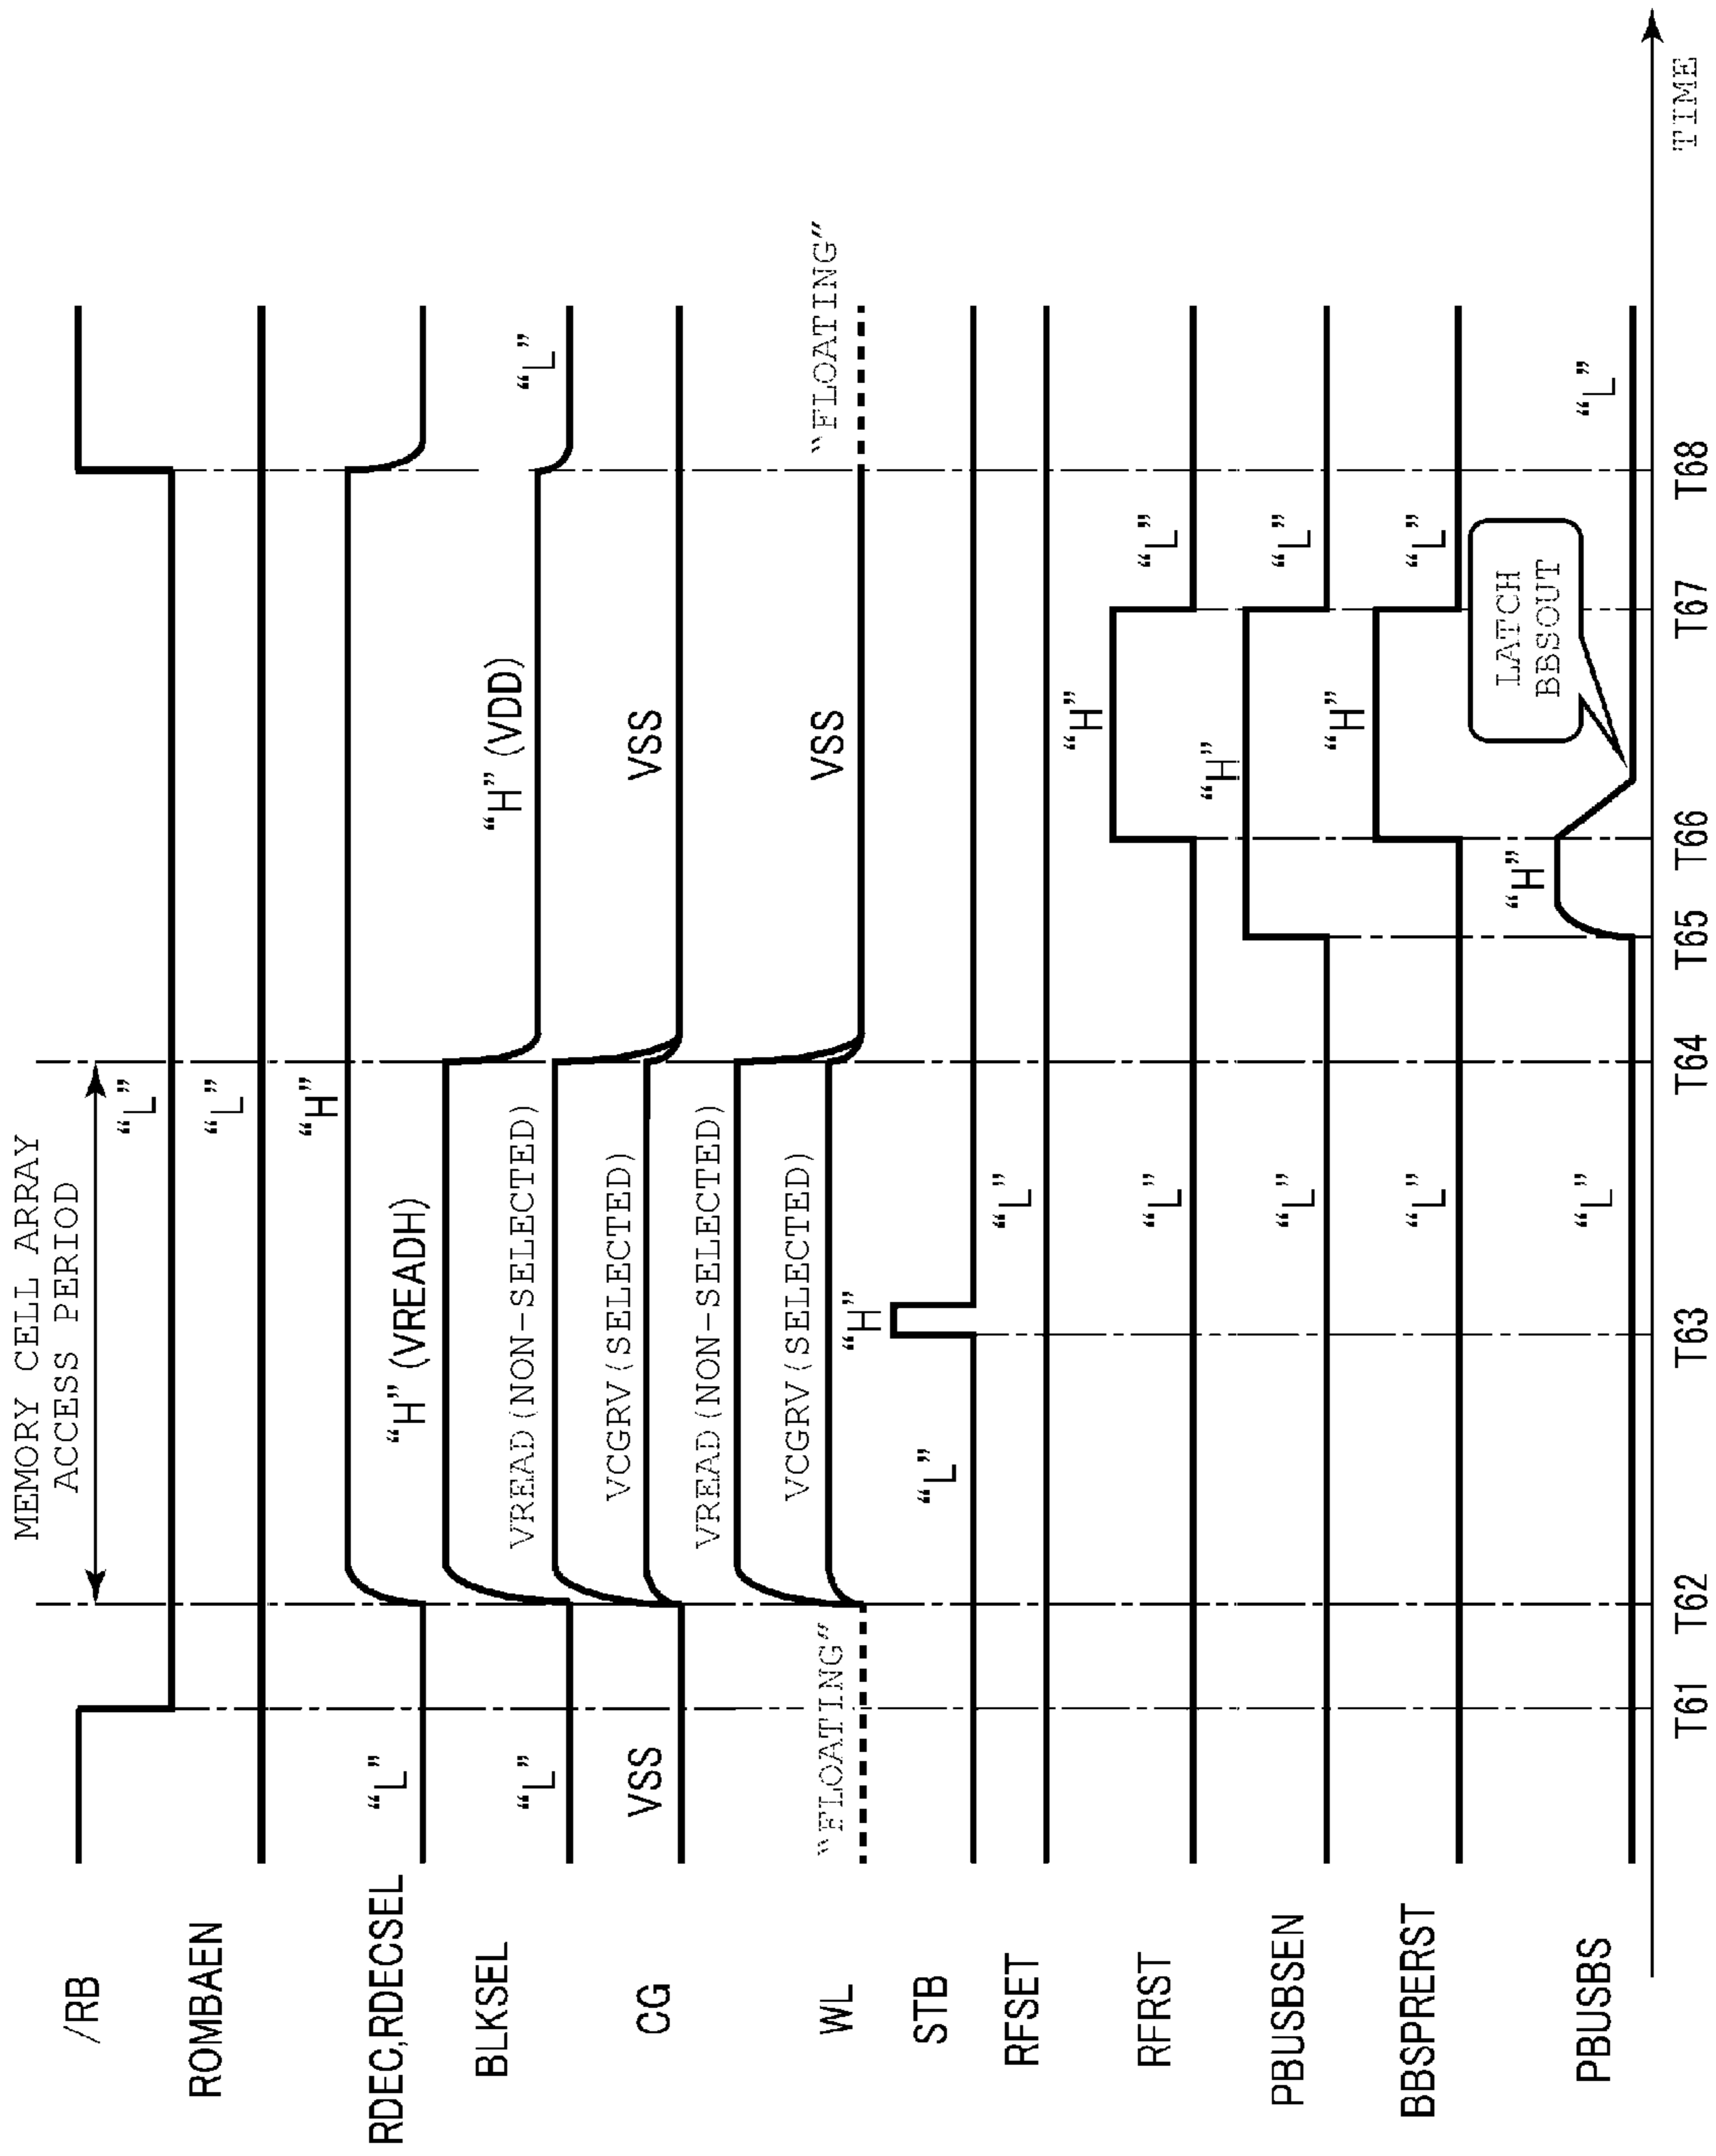 MEMORY CELL ARRAY
ACCESS PERIOD
/RB
“L”
ROMBAEN
“L”
RDEC,RDECSEL
“L”
“H”
BLKSEL
“L”
“H” (VREADH)
“H” (VDD)
“L”
CG
VSS
VREAD(NON-SELECTED)
VCGRV(SELECTED)
VSS
WL
“FLOATING”
VREAD(NON-SELECTED)
VCGRV(SELECTED)
VSS
“FLOATING”
STB
“L”
“H”
RFSET
“L”
RFRST
“L”
“H”
“L”
PBUSBSEN
“L”
“H”
“L”
BBSPRERST
“L”
“H”
“L”
PBUSBS
“L”
“H”
LATCH
BBSOUT
“L”
T61 T62 T63 T64 T65 T66 T67 T68
TIME